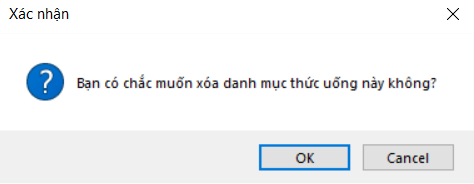 Xác nhận
Bạn có chắc muốn xóa danh mục thức uống này không?
OK
Cancel